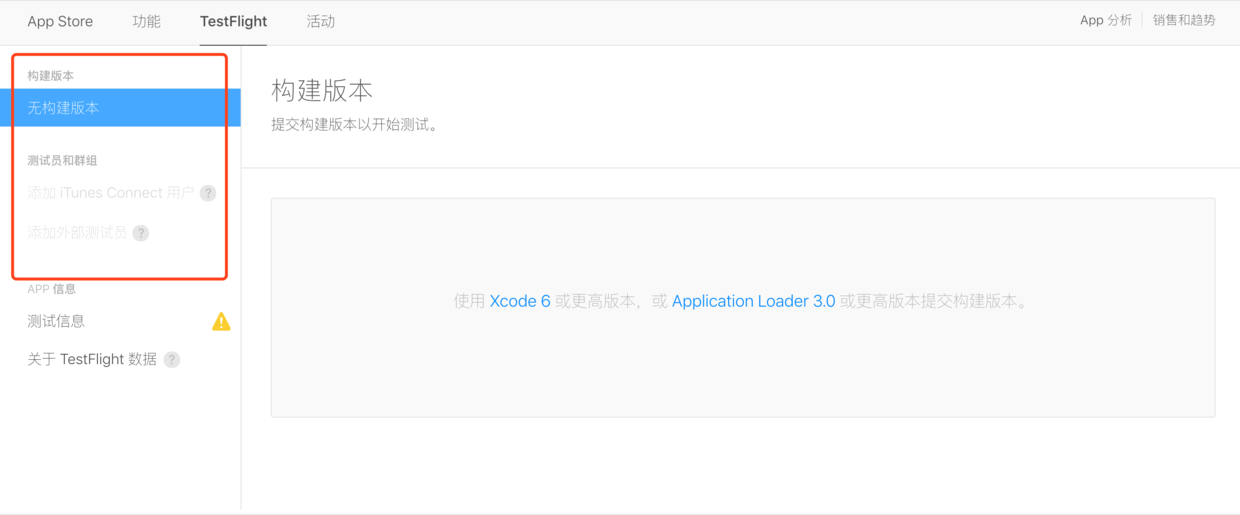 App Store 功能 TestFlight 活动 App 分析 销售和趋势
构建版本
无构建版本
测试员和群组
添加 iTunes Connect 用户 ?
添加外部测试员 ?
APP 信息
测试信息
关于 TestFlight 数据 ?
构建版本
提交构建版本以开始测试。
使用 Xcode 6 或更高版本，或 Application Loader 3.0 或更高版本提交构建版本。